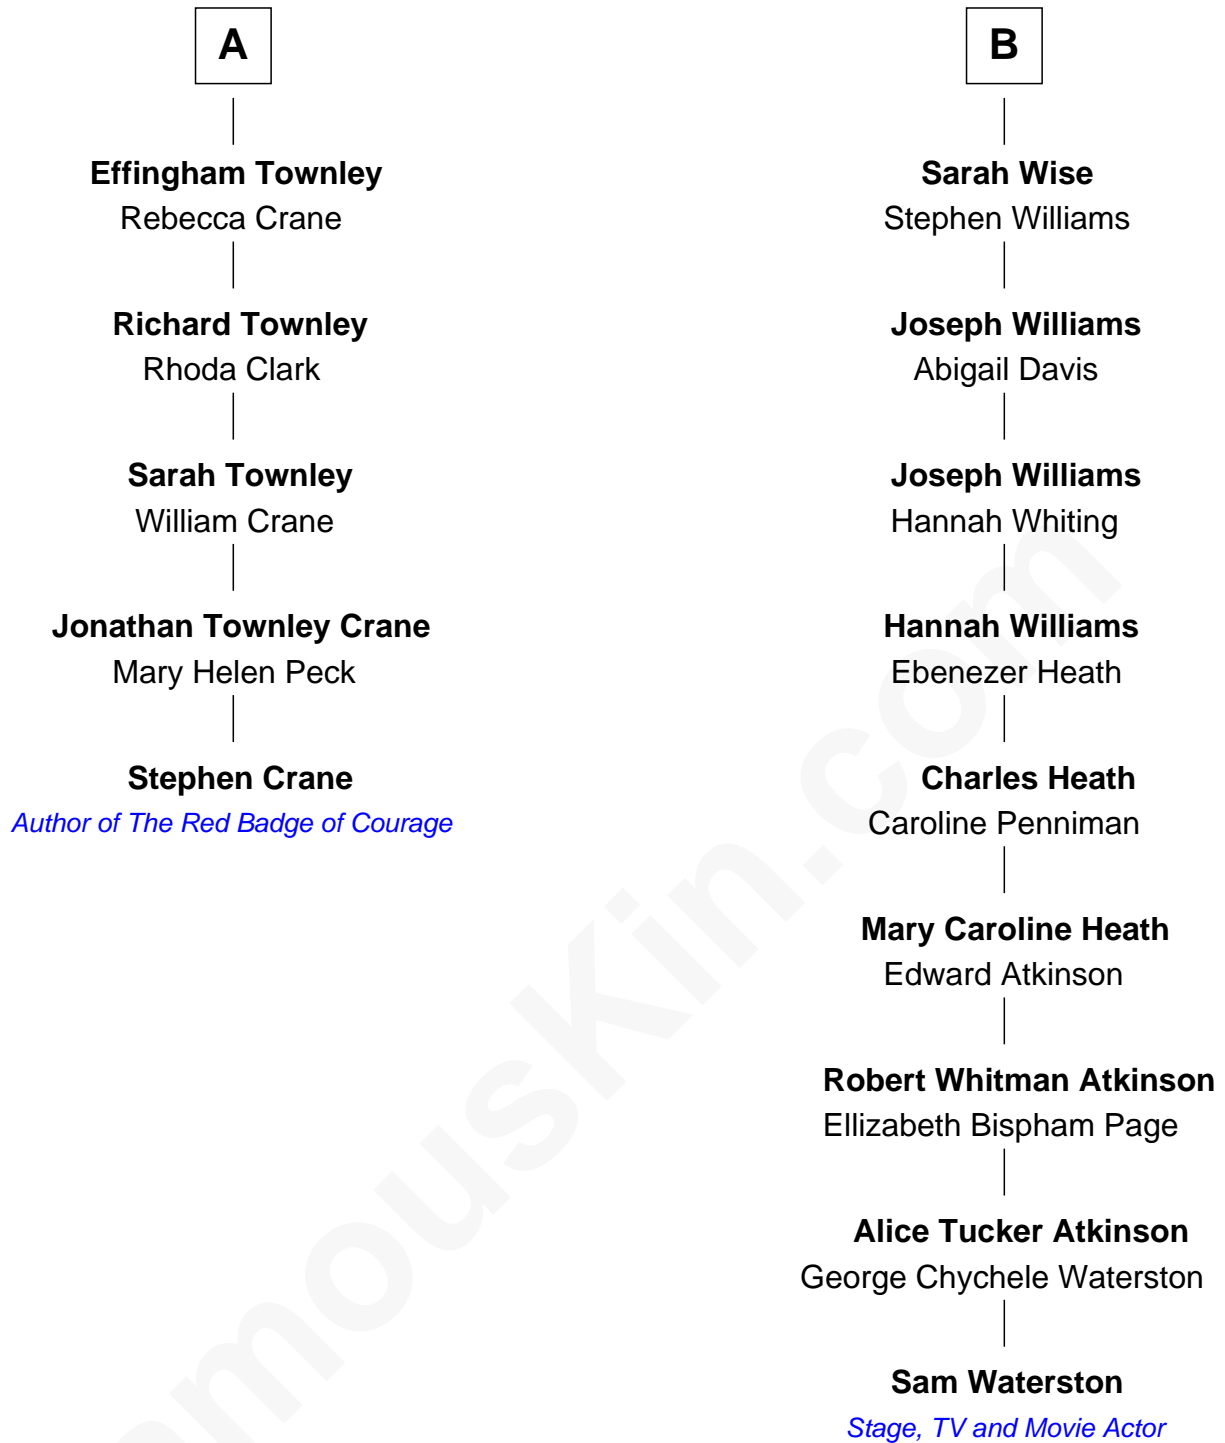 A
Effingham Townley
Rebecca Crane
Richard Townley
Rhoda Clark
Sarah Townley
William Crane
Jonathan Townley Crane
Mary Helen Peck
Stephen Crane
Author of The Red Badge of Courage
B
Sarah Wise
Stephen Williams
Joseph Williams
Abigail Davis
Joseph Williams
Hannah Whiting
Hannah Williams
Ebenezer Heath
Charles Heath
Caroline Penniman
Mary Caroline Heath
Edward Atkinson
Robert Whitman Atkinson
Ellizabeth Bispham Page
Alice Tucker Atkinson
George Chychele Waterston
Sam Waterston
Stage, TV and Movie Actor
amousKin.com